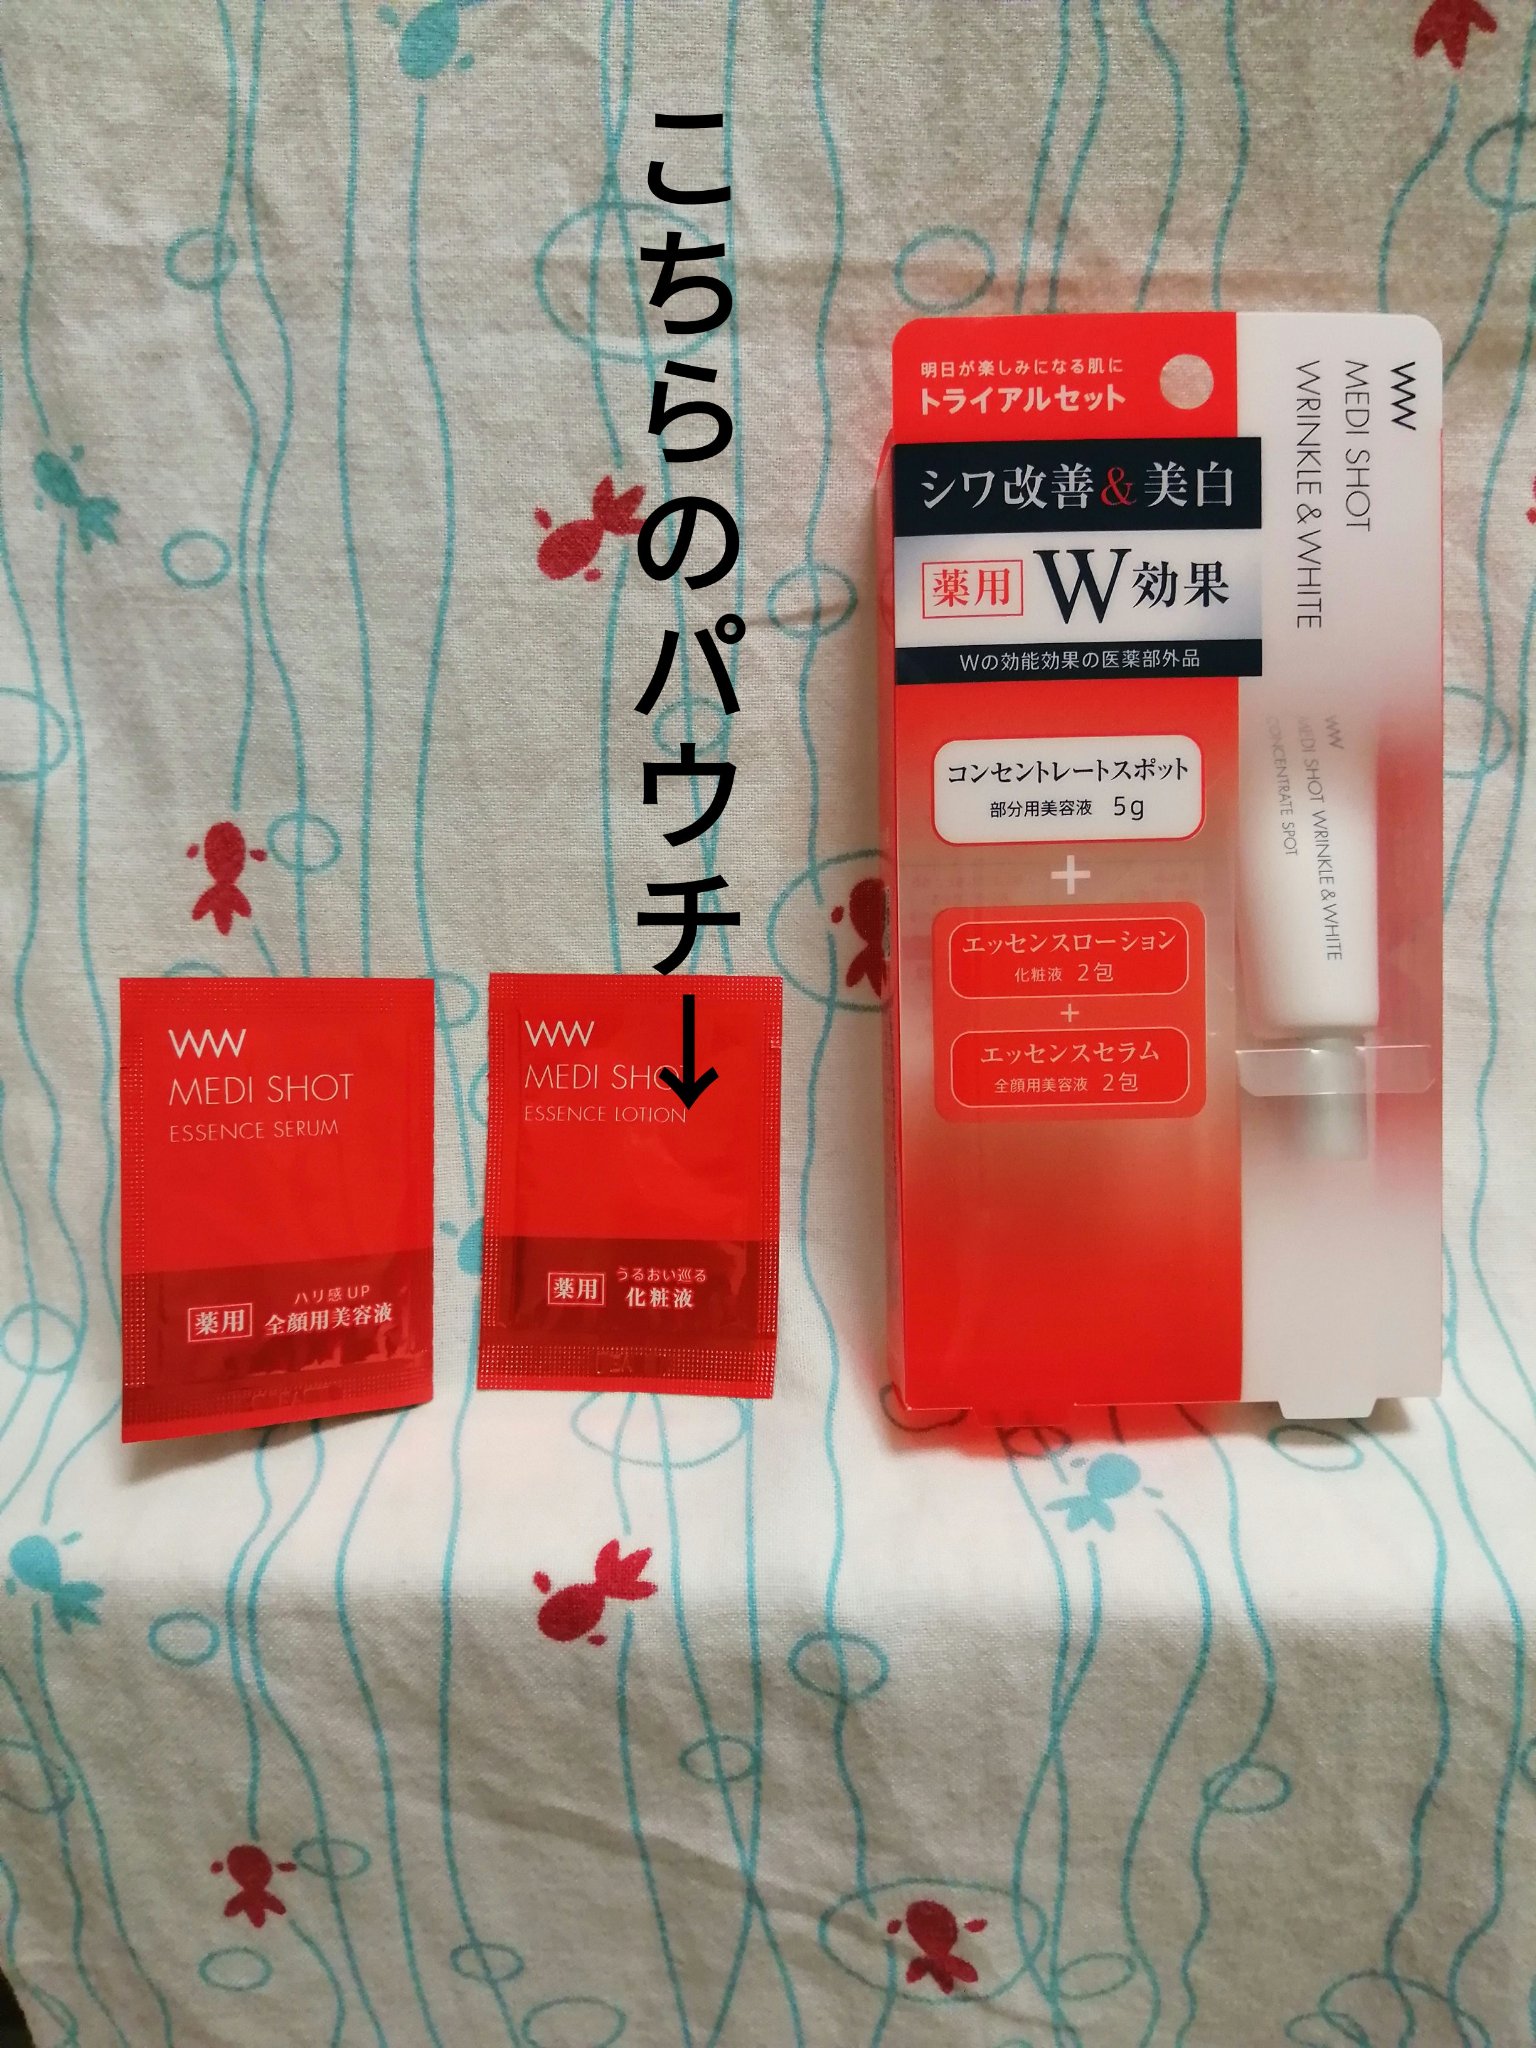 こちらのパウチ→
WW
MEDI SHOT
ESSENCE SERUM
薬用
ハリ感UP
全顔用美容液
WW
MEDI SHOT
ESSENCE LOTION
薬用
うるおい巡る
化粧液
明日が楽しみになる肌に
トライアルセット
シワ改善&美白
薬用 W効果
Wの効能効果の医薬部外品
コンセントレートスポット
部分用美容液 5g
+
エッセンスローション
化粧液 2包
+
エッセンスセラム
全顔用美容液 2包
WW
MEDI SHOT
WRINKLE & WHITE
WW
MEDI SHOT WRINKLE & WHITE
CONCENTRATE SPOT